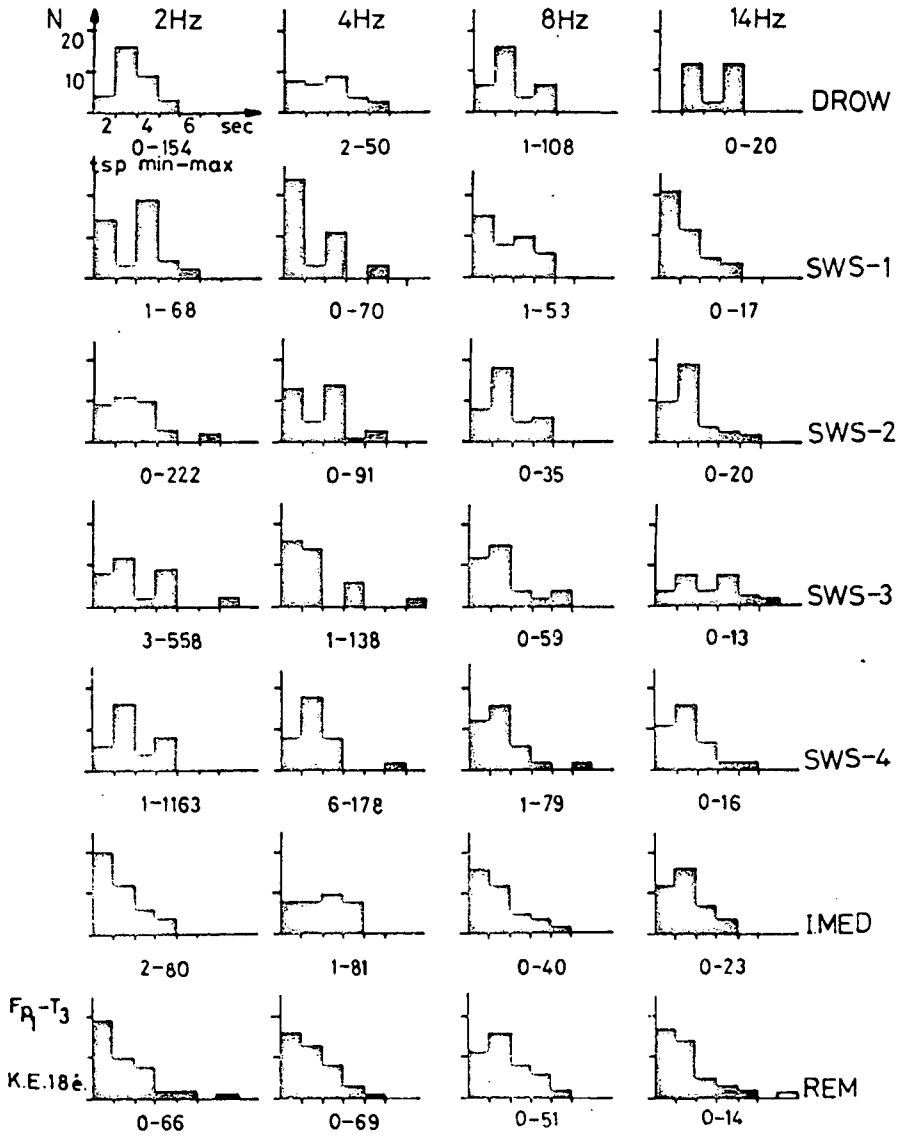 N 2Hz 4Hz 8Hz 14Hz
20
10
DROW
2 4 6 sec
0-154 2-50 1-108 0-20
tsp min-max
SWS-1
1-68 0-70 1-53 0-17
SWS-2
0-222 0-91 0-35 0-20
SWS-3
3-558 1-138 0-59 0-13
SWS-4
1-1163 6-178 1-79 0-16
I.MED
2-80 1-81 0-40 0-23
Fp1-T3
K.E.18é. REM
0-66 0-69 0-51 0-14